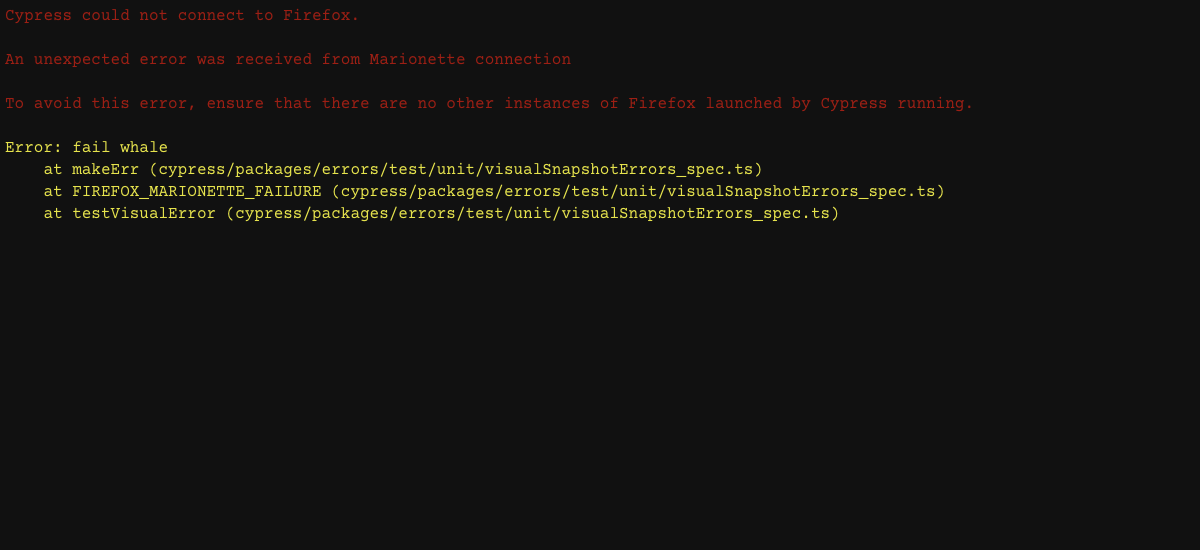 Cypress could not connect to Firefox.
An unexpected error was received from Marionette connection
To avoid this error, ensure that there are no other instances of Firefox launched by Cypress running.
Error: fail whale
    at makeErr (cypress/packages/errors/test/unit/visualSnapshotErrors_spec.ts)
    at FIREFOX_MARIONETTE_FAILURE (cypress/packages/errors/test/unit/visualSnapshotErrors_spec.ts)
    at testVisualError (cypress/packages/errors/test/unit/visualSnapshotErrors_spec.ts)